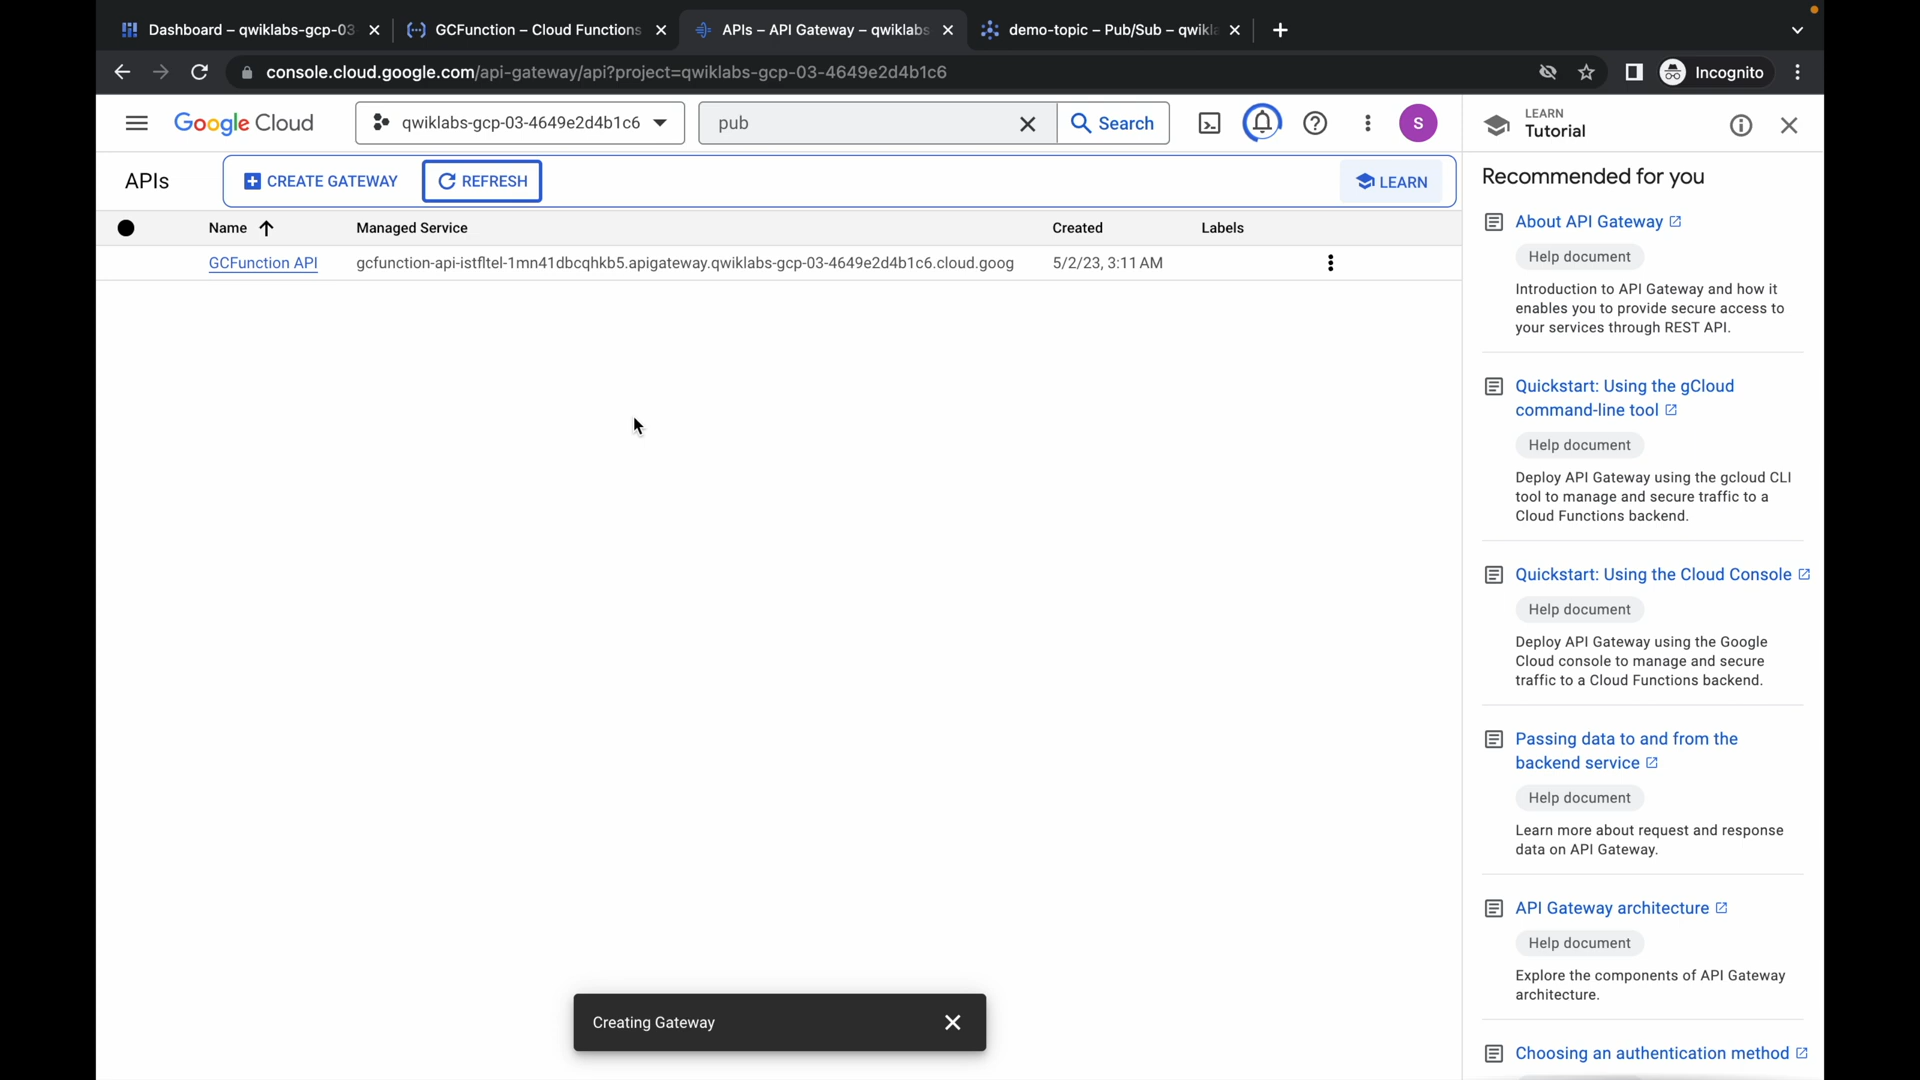 Dashboard – qwiklabs-gcp-03
GCFunction – Cloud Functions
APIs – API Gateway – qwiklabs
demo-topic – Pub/Sub – qwikla
console.cloud.google.com/api-gateway/api?project=qwiklabs-gcp-03-4649e2d4b1c6
Incognito
Google Cloud
qwiklabs-gcp-03-4649e2d4b1c6
pub
Search
S
LEARN
Tutorial
APIs
CREATE GATEWAY
REFRESH
LEARN
Name
Managed Service
Created
Labels
GCFunction API
gcfunction-api-istfltel-1mn41dbcqhkb5.apigateway.qwiklabs-gcp-03-4649e2d4b1c6.cloud.goog
5/2/23, 3:11 AM
Recommended for you
About API Gateway
Help document
Introduction to API Gateway and how it
enables you to provide secure access to
your services through REST API.
Quickstart: Using the gCloud
command-line tool
Help document
Deploy API Gateway using the gcloud CLI
tool to manage and secure traffic to a
Cloud Functions backend.
Quickstart: Using the Cloud Console
Help document
Deploy API Gateway using the Google
Cloud console to manage and secure
traffic to a Cloud Functions backend.
Passing data to and from the
backend service
Help document
Learn more about request and response
data on API Gateway.
API Gateway architecture
Help document
Explore the components of API Gateway
architecture.
Choosing an authentication method
Creating Gateway